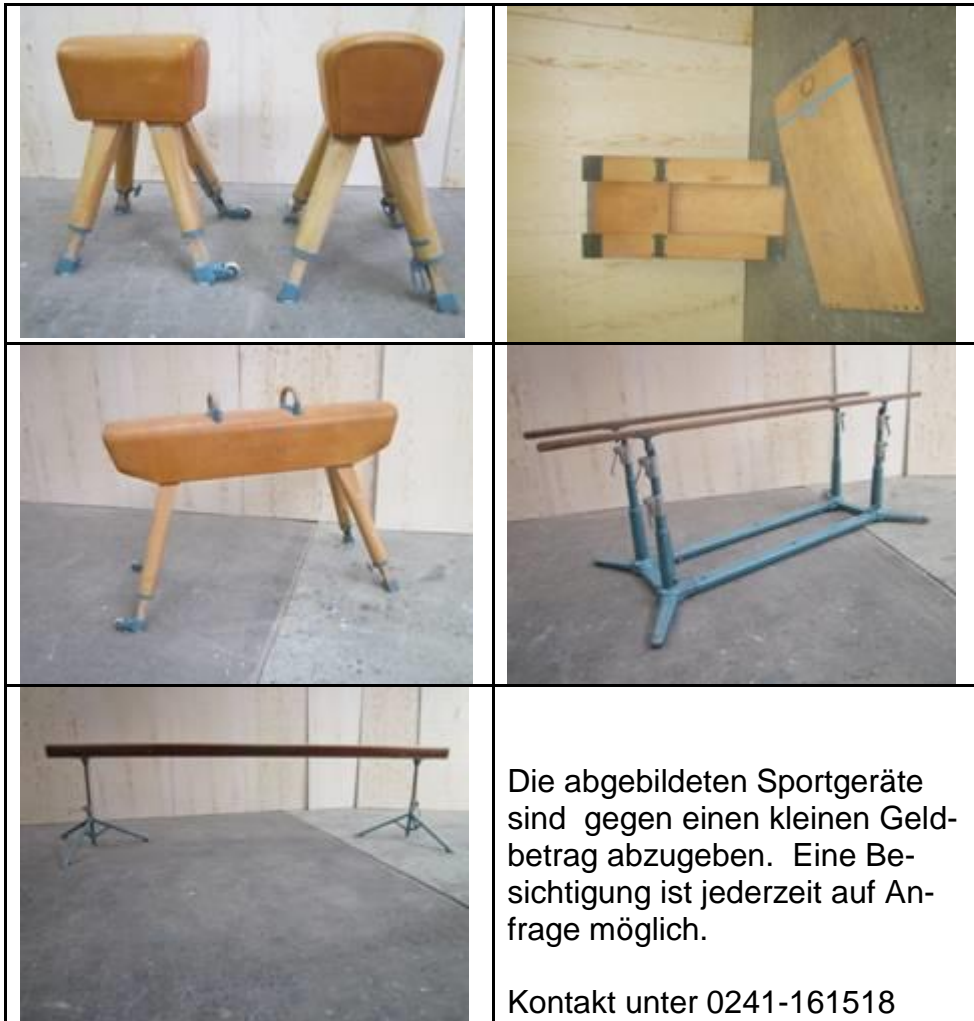 Die abgebildeten Sportgeräte
sind  gegen einen kleinen Geld-
betrag abzugeben.  Eine Be-
sichtigung ist jederzeit auf An-
frage möglich.
Kontakt unter 0241-161518